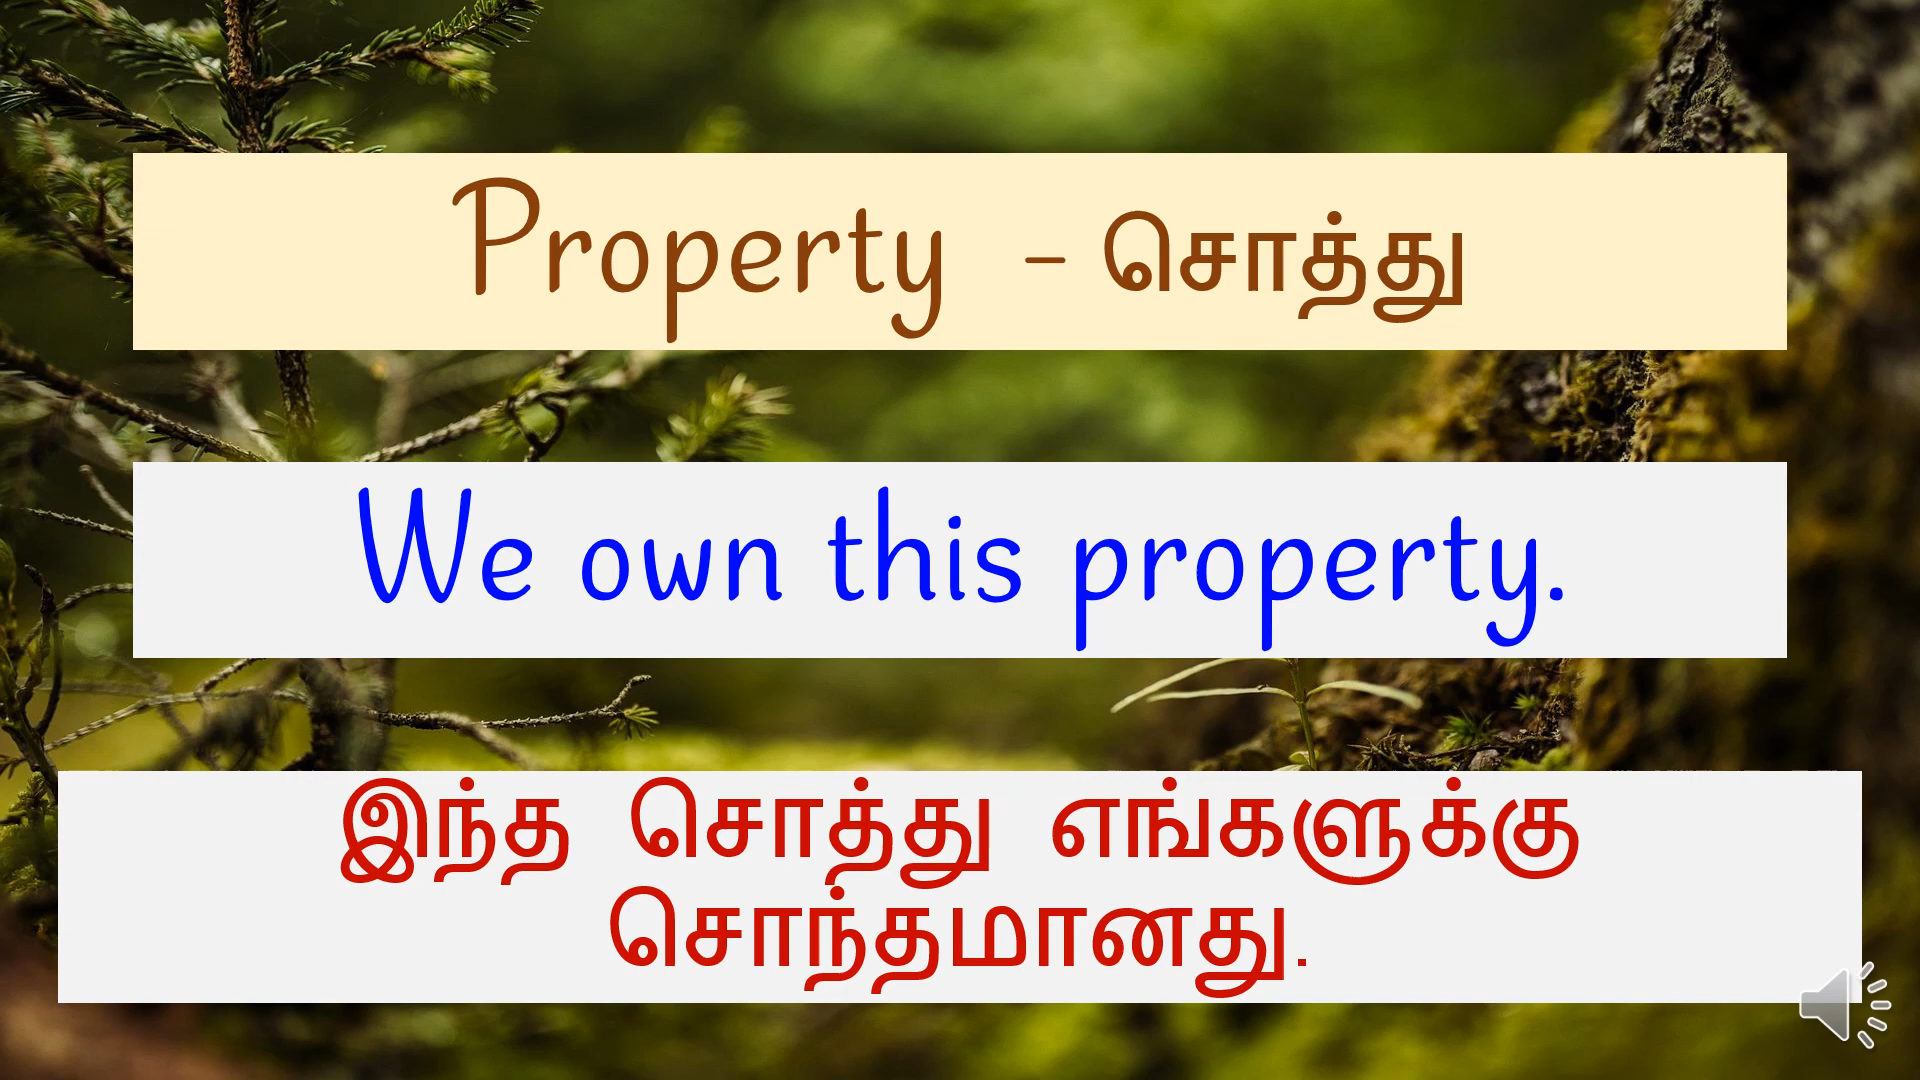 Property - சொத்து
We own this property.
இந்த சொத்து எங்களுக்கு
சொந்தமானது.